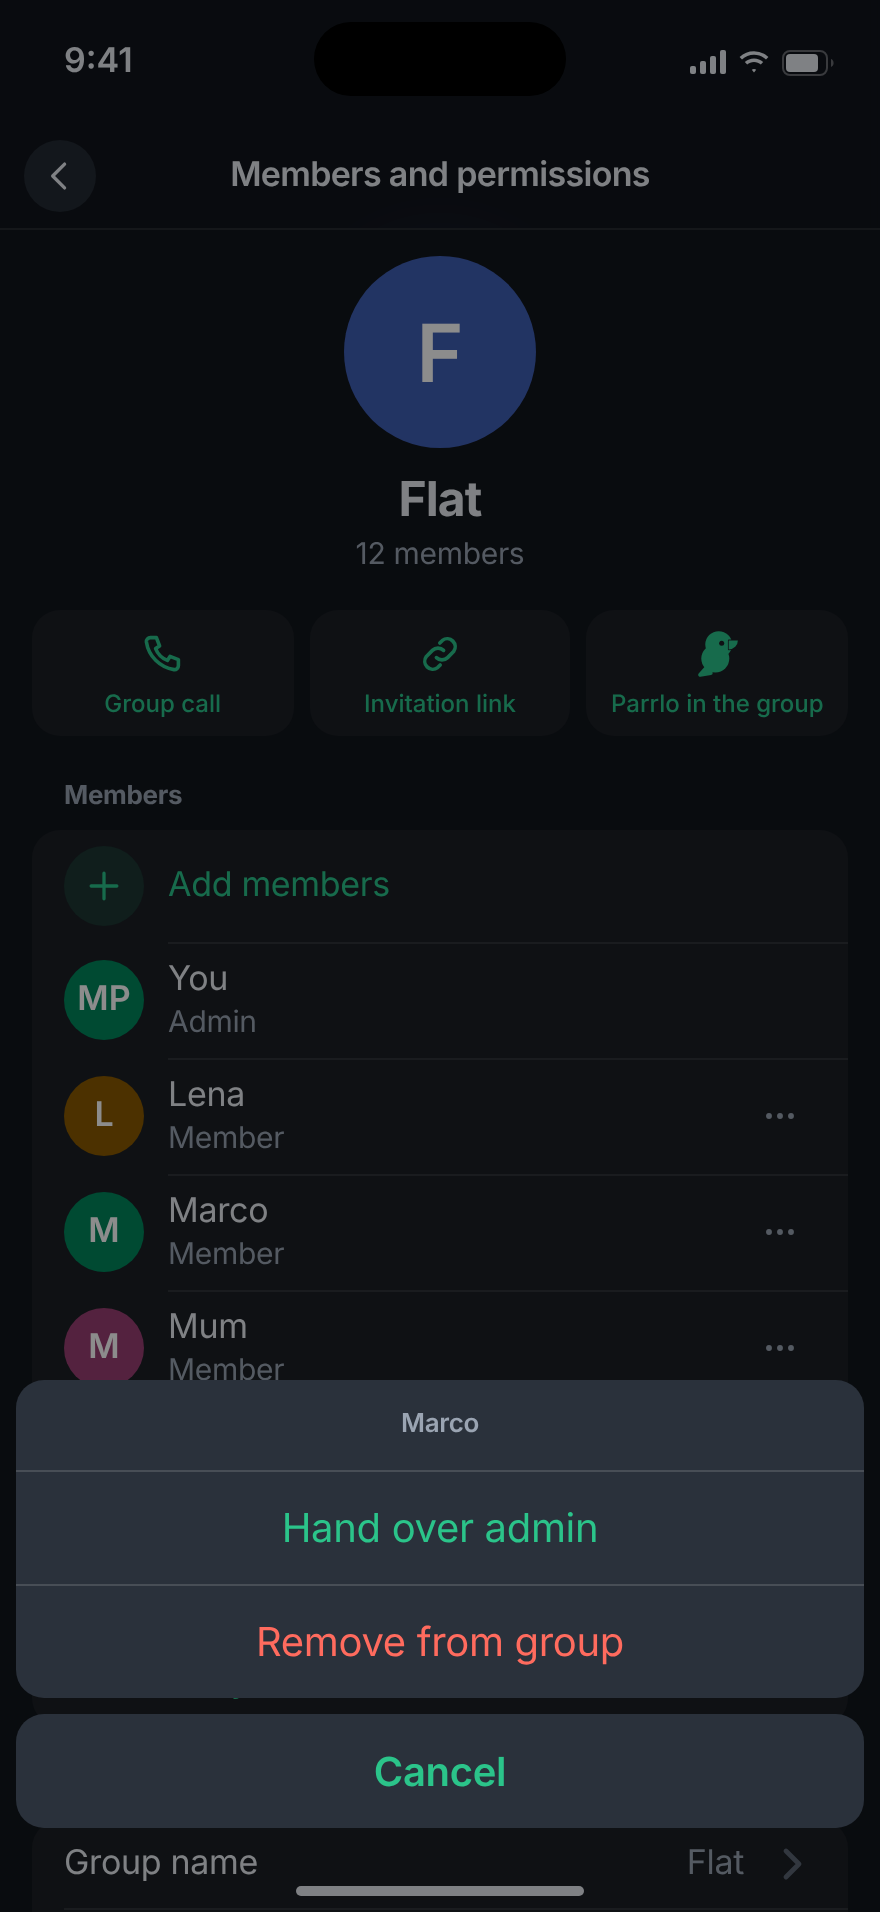 9:41
Members and permissions
F
Flat
12 members
Group call
Invitation link
Parrlo in the group
Members
Add members
MP
You
Admin
L
Lena
Member
M
Marco
Member
M
Mum
Member
Marco
Hand over admin
Remove from group
Cancel
Group name
Flat